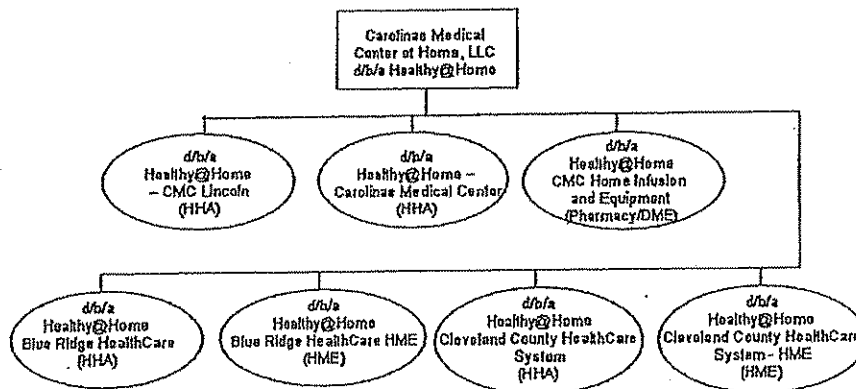 Carolinas Medical
Center at Home, LLC
d/b/a Healthy@Home
d/b/a
Healthy@Home
– CMC Lincoln
(HHA)
d/b/a
Healthy@Home –
Carolinas Medical
Center (HHA)
d/b/a
Healthy@Home
CMC Home Infusion
and Equipment
(Pharmacy/DME)
d/b/a
Healthy@Home
Blue Ridge HealthCare
(HHA)
d/b/a
Healthy@Home
Blue Ridge HealthCare HME
(HME)
d/b/a
Healthy@Home
Cleveland County HealthCare
System
(HHA)
d/b/a
Healthy@Home
Cleveland County HealthCare
System - HME
(HME)